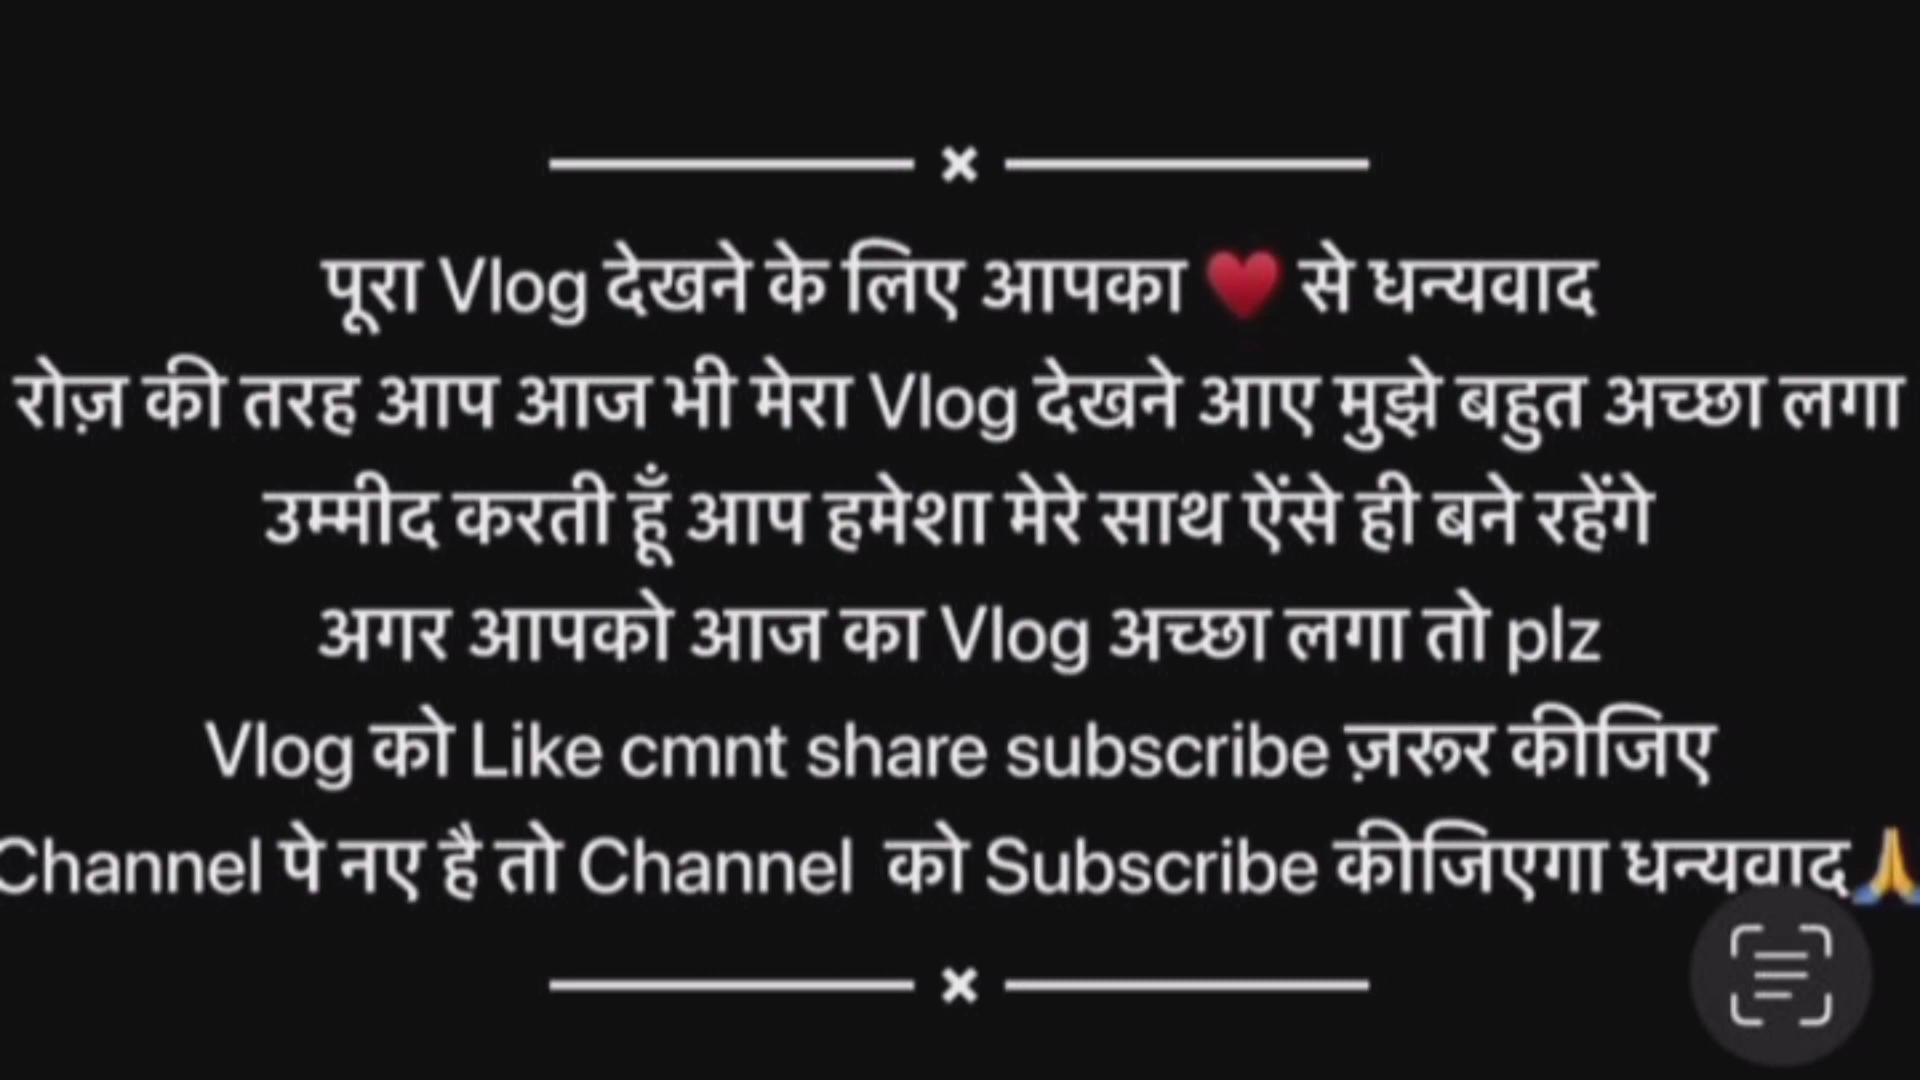 पूरा Vlog देखने के लिए आपका ♥️ से धन्यवाद
रोज़ की तरह आप आज भी मेरा Vlog देखने आए मुझे बहुत अच्छा लगा
उम्मीद करती हूँ आप हमेशा मेरे साथ ऐंसे ही बने रहेंगे
अगर आपको आज का Vlog अच्छा लगा तो plz
Vlog को Like cmnt share subscribe ज़रूर कीजिए
Channel पे नए है तो Channel को Subscribe कीजिएगा धन्यवाद🙏